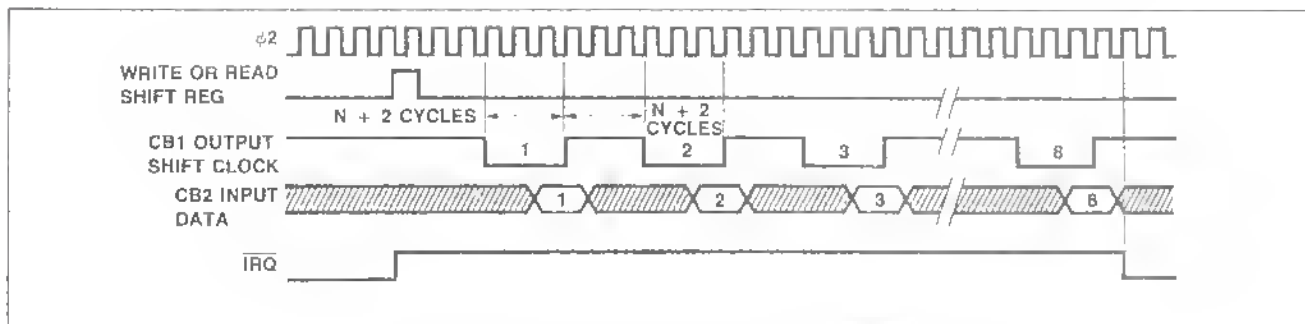 ϕ2
WRITE OR READ
SHIFT REG
N + 2 CYCLES
N + 2
CYCLES
CB1 OUTPUT
SHIFT CLOCK
1
2
3
8
CB2 INPUT
DATA
1
2
3
8
IRQ